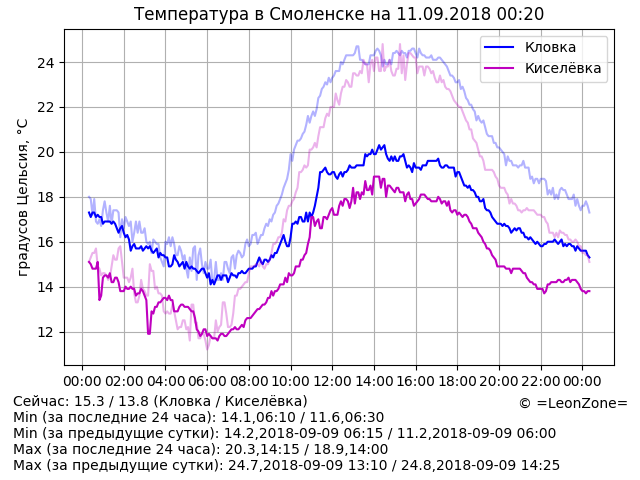 Температура в Смоленске на 11.09.2018 00:20
градусов Цельсия, °C
24
22
20
18
16
14
12
Кловка
Киселёвка
00:00 02:00 04:00 06:00 08:00 10:00 12:00 14:00 16:00 18:00 20:00 22:00 00:00
Сейчас: 15.3 / 13.8 (Кловка / Киселёвка)
© =LeonZone=
Min (за последние 24 часа): 14.1,06:10 / 11.6,06:30
Min (за предыдущие сутки): 14.2,2018-09-09 06:15 / 11.2,2018-09-09 06:00
Max (за последние 24 часа): 20.3,14:15 / 18.9,14:00
Max (за предыдущие сутки): 24.7,2018-09-09 13:10 / 24.8,2018-09-09 14:25